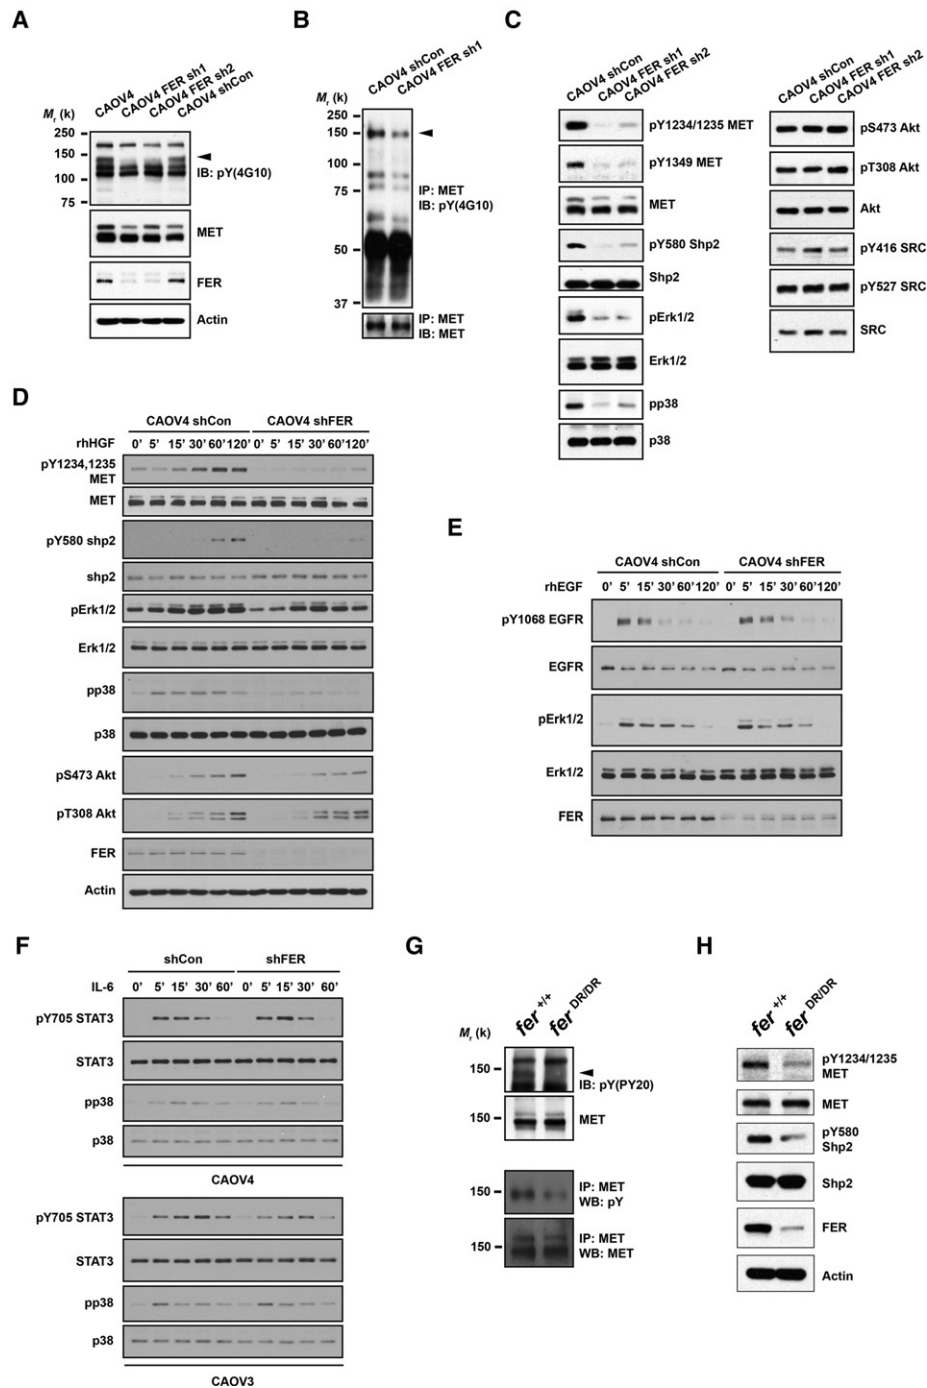 A
CAOV4
CAOV4 FER sh1
CAOV4 FER sh2
CAOV4 shCon
Mr (k)
250
150
100
75
IB: pY(4G10)
MET
FER
Actin
B
CAOV4 shCon
CAOV4 FER sh1
Mr (k)
250
150
100
75
50
37
IP: MET
IB: pY(4G10)
IP: MET
IB: MET
C
CAOV4 shCon
CAOV4 FER sh1
CAOV4 FER sh2
pY1234/1235 MET
pY1349 MET
MET
pY580 Shp2
Shp2
pErk1/2
Erk1/2
pp38
p38
CAOV4 shCon
CAOV4 FER sh1
CAOV4 FER sh2
pS473 Akt
pT308 Akt
Akt
pY416 SRC
pY527 SRC
SRC
D
CAOV4 shCon CAOV4 shFER
rhHGF 0' 5' 15' 30' 60' 120' 0' 5' 15' 30' 60' 120'
pY1234,1235
MET
MET
pY580 shp2
shp2
pErk1/2
Erk1/2
pp38
p38
pS473 Akt
pT308 Akt
FER
Actin
E
CAOV4 shCon CAOV4 shFER
rhEGF 0' 5' 15' 30' 60' 120' 0' 5' 15' 30' 60' 120'
pY1068 EGFR
EGFR
pErk1/2
Erk1/2
FER
F
shCon shFER
IL-6 0' 5' 15' 30' 60' 0' 5' 15' 30' 60'
pY705 STAT3
STAT3
pp38
p38
CAOV4
pY705 STAT3
STAT3
pp38
p38
CAOV3
G
fer +/+
fer DR/DR
Mr (k)
150
IB: pY(PY20)
150
MET
150
IP: MET
WB: pY
150
IP: MET
WB: MET
H
fer +/+
fer DR/DR
pY1234/1235
MET
MET
pY580
Shp2
Shp2
FER
Actin